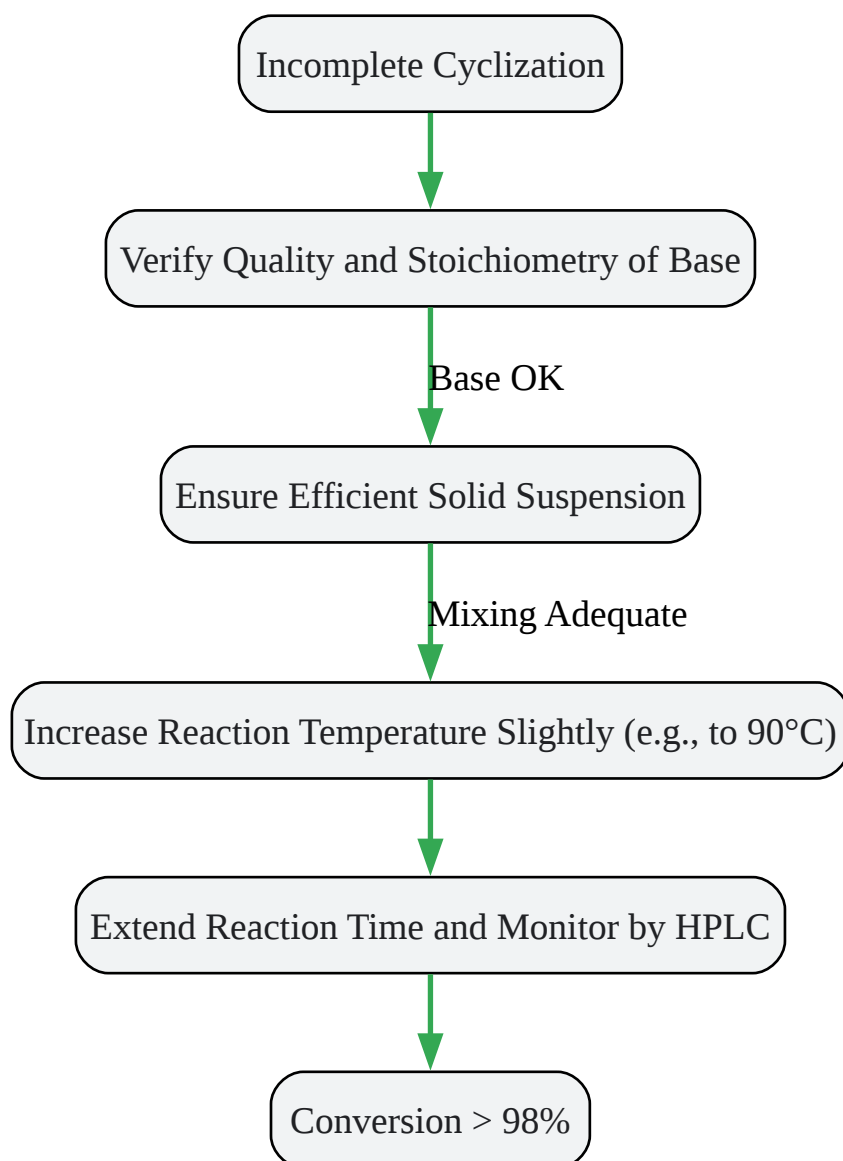 Incomplete Cyclization
Verify Quality and Stoichiometry of Base
Base OK
Ensure Efficient Solid Suspension
Mixing Adequate
Increase Reaction Temperature Slightly (e.g., to 90°C)
Extend Reaction Time and Monitor by HPLC
Conversion > 98%